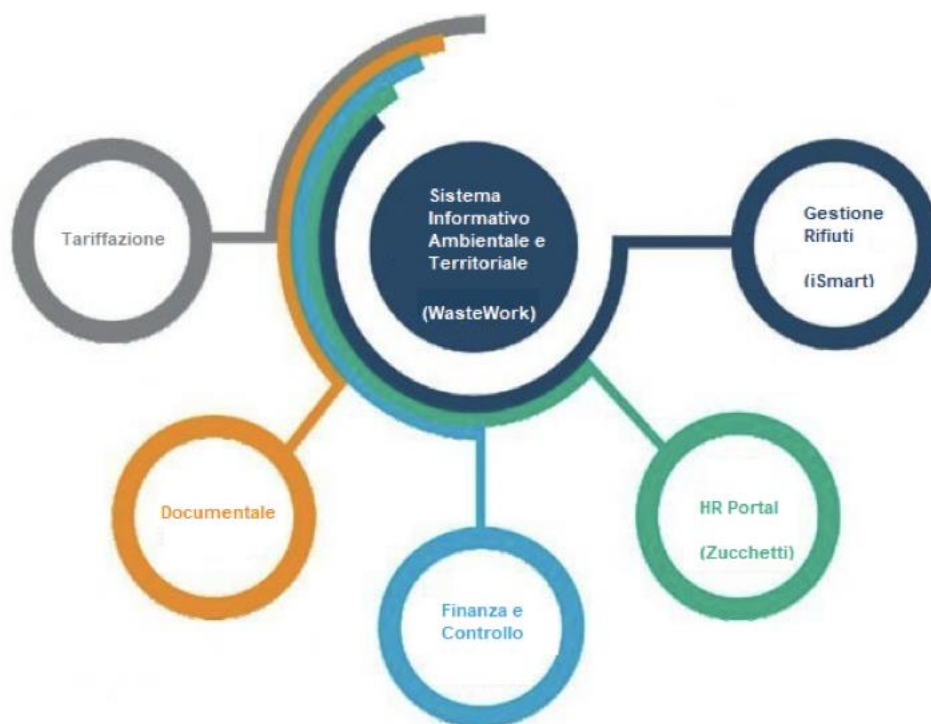 Sistema
Informativo
Ambientale e
Territoriale
(WasteWork)
Gestione
Rifiuti
(iSmart)
Tariffazione
Documentale
HR Portal
(Zucchetti)
Finanza e
Controllo